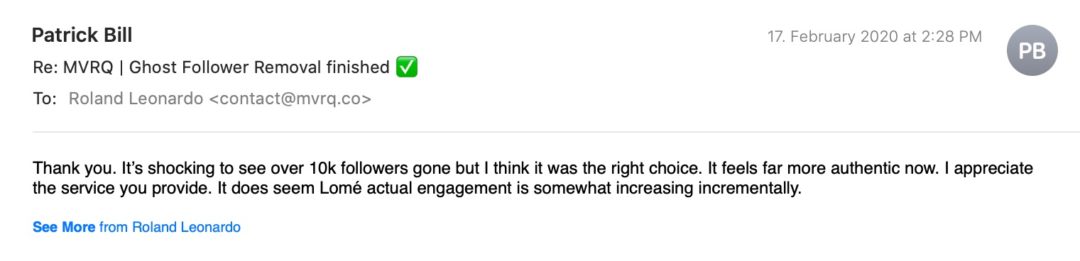 Patrick Bill
17. February 2020 at 2:28 PM
PB
Re: MVRQ | Ghost Follower Removal finished ✅
To: Roland Leonardo <contact@mvrq.co>
Thank you. It's shocking to see over 10k followers gone but I think it was the right choice. It feels far more authentic now. I appreciate
the service you provide. It does seem Lomé actual engagement is somewhat increasing incrementally.
See More from Roland Leonardo